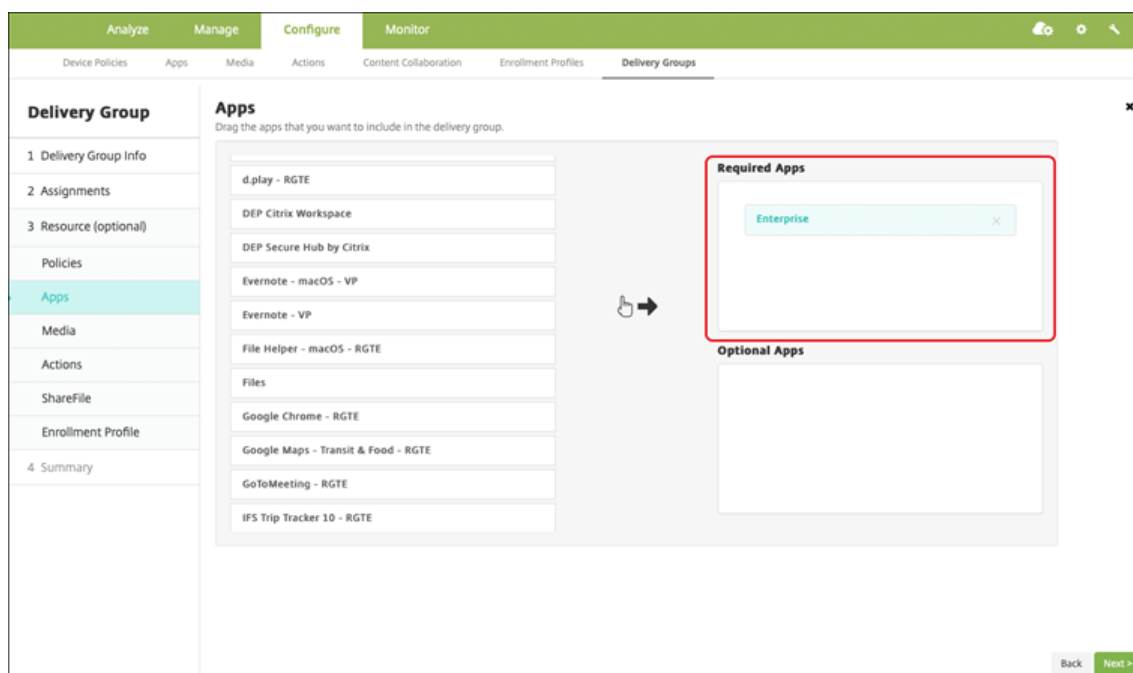 Analyze Manage Configure Monitor
Device Policies Apps Media Actions Content Collaboration Enrollment Profiles Delivery Groups
Delivery Group
1 Delivery Group Info
2 Assignments
3 Resource (optional)
Policies
Apps
Media
Actions
ShareFile
Enrollment Profile
4 Summary
Apps
Drag the apps that you want to include in the delivery group.
d.play - RGTE
DEP Citrix Workspace
DEP Secure Hub by Citrix
Evernote - macOS - VP
Evernote - VP
File Helper - macOS - RGTE
Files
Google Chrome - RGTE
Google Maps - Transit & Food - RGTE
GoToMeeting - RGTE
IFS Trip Tracker 10 - RGTE
Required Apps
Enterprise
Optional Apps
Back Next >